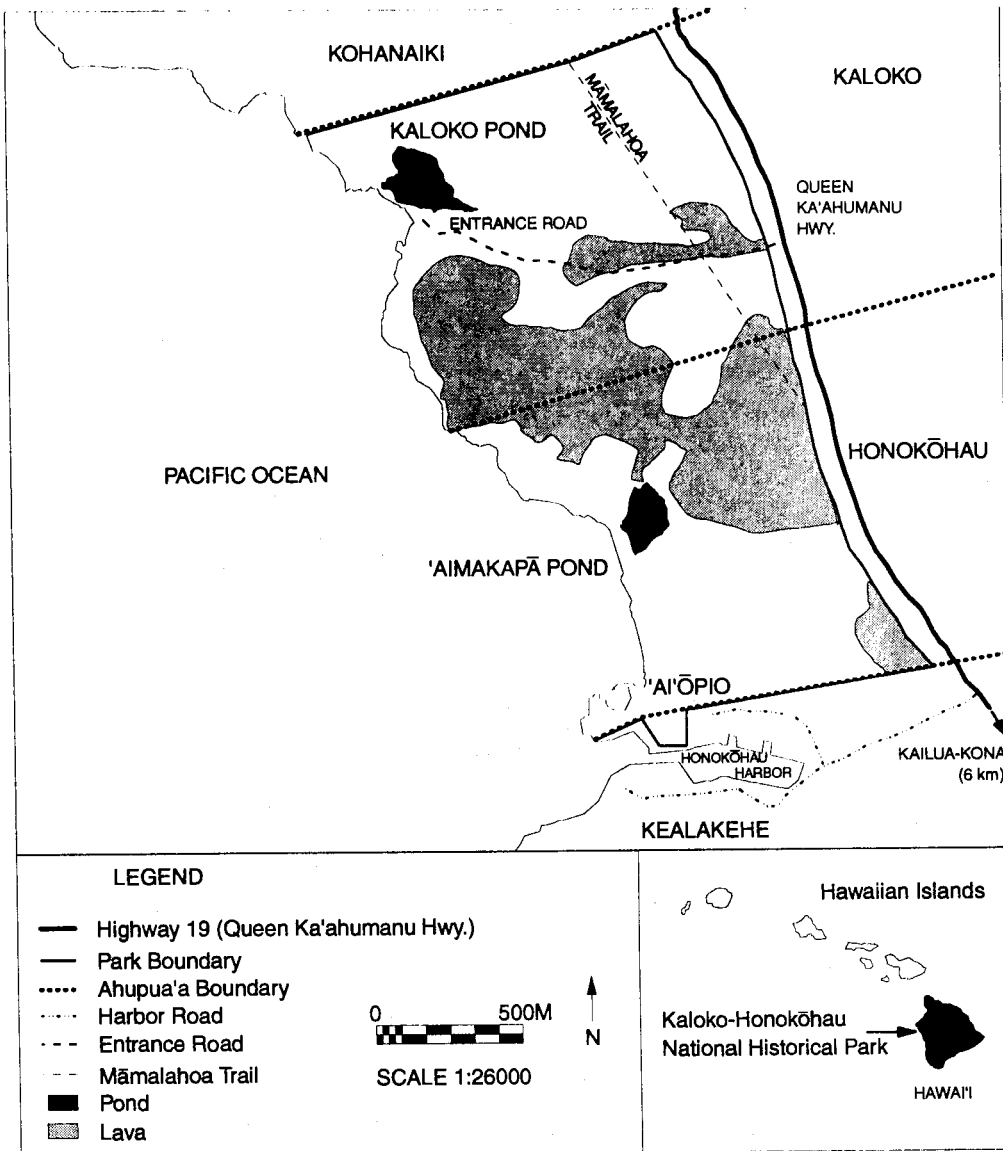 KOHANAIKI
KALOKO
MĀMALAHOA
TRAIL
KALOKO POND
QUEEN
KA'AHUMANU
HWY.
ENTRANCE ROAD
HONOKŌHAU
PACIFIC OCEAN
'AIMAKAPĀ POND
'AI'ŌPIO
KAILUA-KONA
(6 km)
HONOKŌHAU
HARBOR
KEALAKEHE
LEGEND
Highway 19 (Queen Ka'ahumanu Hwy.)
Park Boundary
Ahupua'a Boundary
Harbor Road
Entrance Road
Māmalahoa Trail
Pond
Lava
0 500M
SCALE 1:26000
N
Hawaiian Islands
Kaloko-Honokōhau
National Historical Park
HAWAI'I